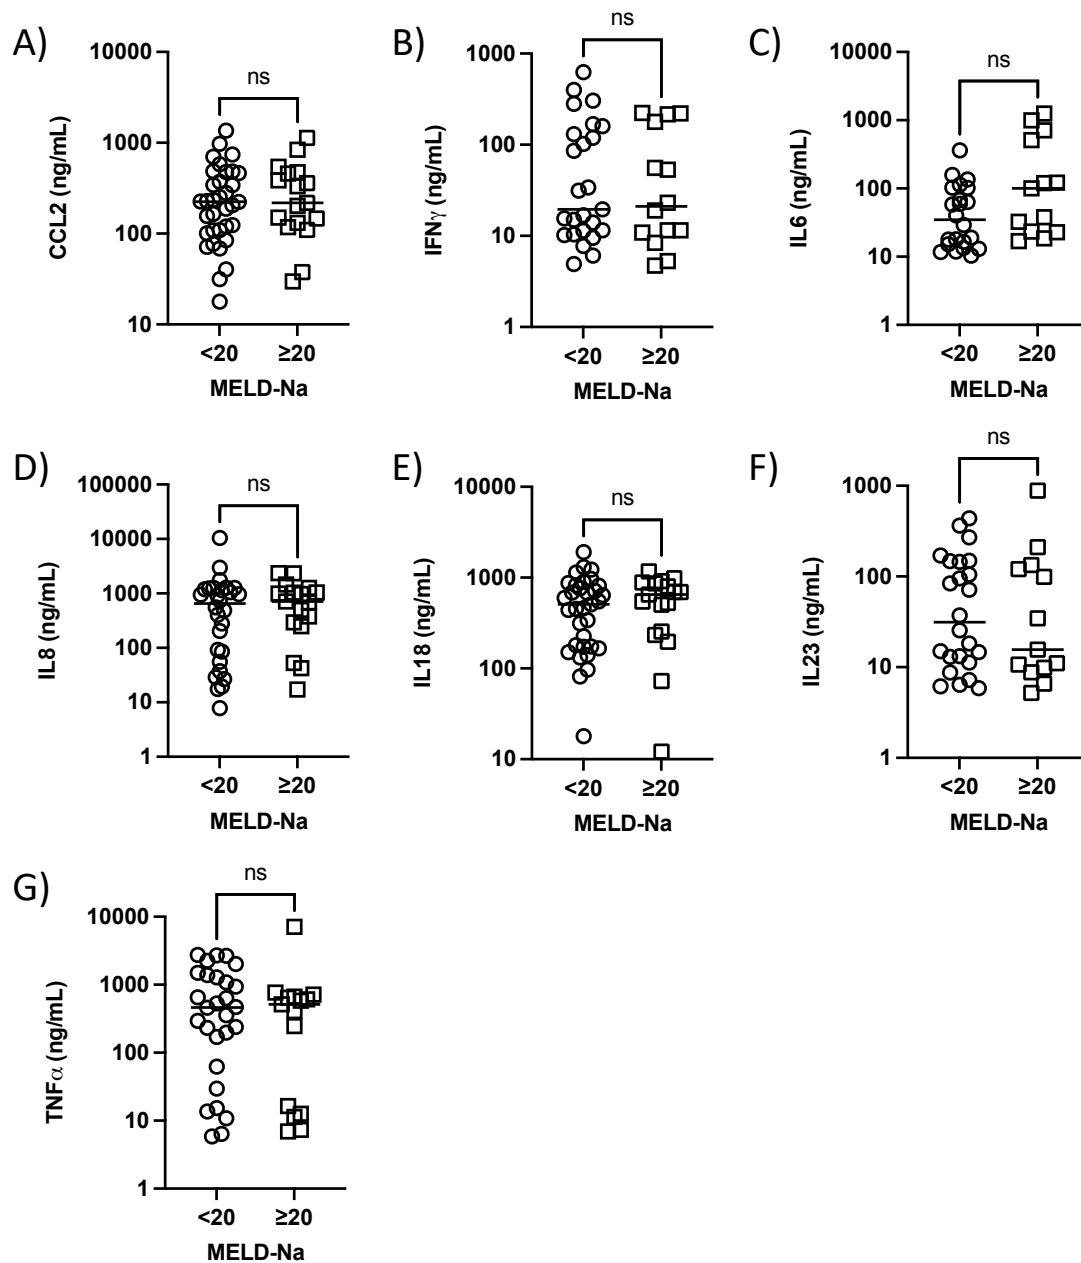 A)
CCL2 (ng/mL)
10000
1000
100
10
ns
<20
≥20
MELD-Na
B)
IFNγ (ng/mL)
1000
100
10
1
ns
<20
≥20
MELD-Na
C)
IL6 (ng/mL)
10000
1000
100
10
1
ns
<20
≥20
MELD-Na
D)
IL8 (ng/mL)
100000
10000
1000
100
10
1
ns
<20
≥20
MELD-Na
E)
IL18 (ng/mL)
10000
1000
100
10
ns
<20
≥20
MELD-Na
F)
IL23 (ng/mL)
1000
100
10
1
ns
<20
≥20
MELD-Na
G)
TNFα (ng/mL)
10000
1000
100
10
1
ns
<20
≥20
MELD-Na